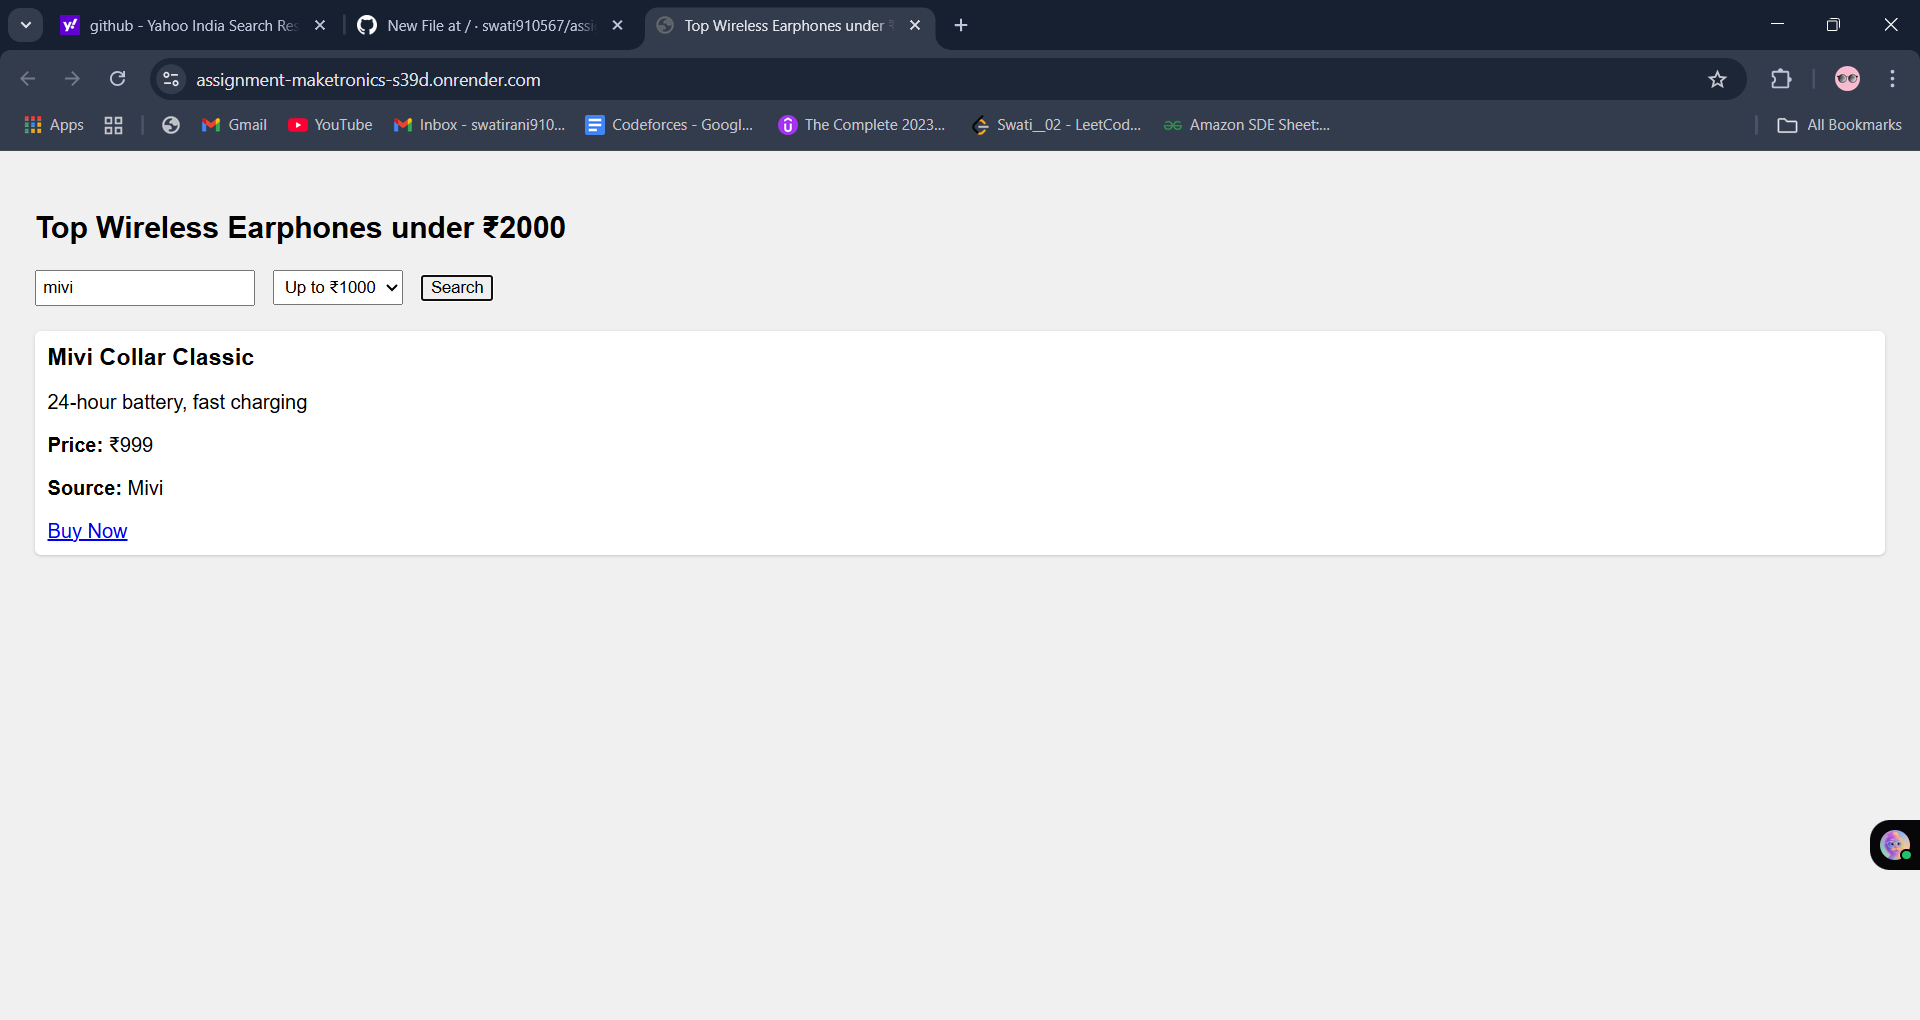 github - Yahoo India Search Res
New File at / · swati910567/assi
Top Wireless Earphones under ₹
assignment-maketronics-s39d.onrender.com
Apps
Gmail
YouTube
Inbox - swatirani910...
Codeforces - Googl...
The Complete 2023...
Swati__02 - LeetCod...
Amazon SDE Sheet:...
All Bookmarks
Top Wireless Earphones under ₹2000
mivi
Up to ₹1000
Search
Mivi Collar Classic
24-hour battery, fast charging
Price: ₹999
Source: Mivi
Buy Now